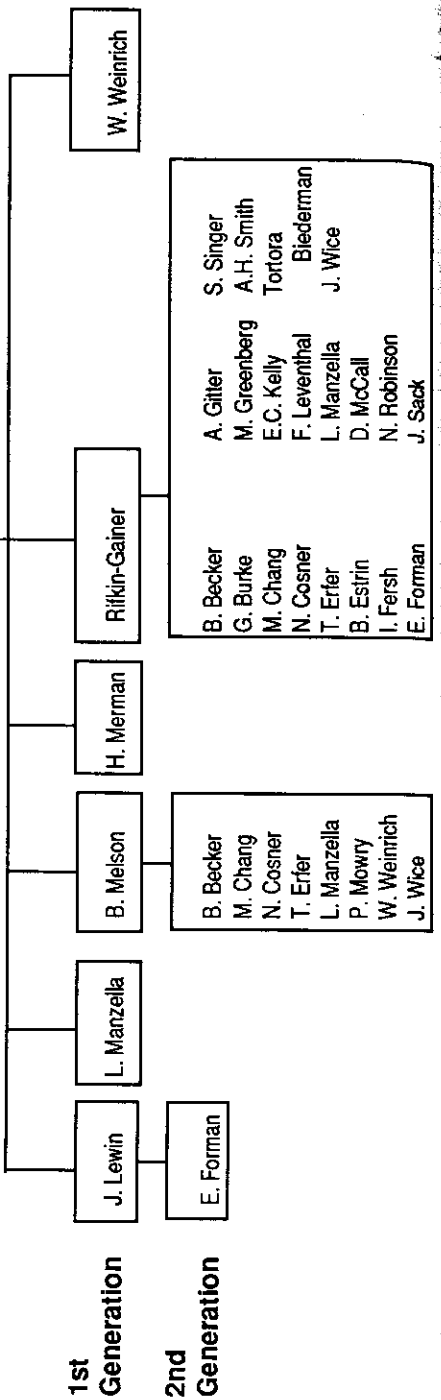 1st
Generation
J. Lewin
L. Manzella
B. Melson
H. Merman
Rifkin-Gainer
W. Weinrich
2nd
Generation
E. Forman
B. Becker
M. Chang
N. Cosner
T. Erfer
L. Manzella
P. Mowry
W. Weinrich
J. Wice
B. Becker
G. Burke
M. Chang
N. Cosner
T. Erfer
B. Estrin
I. Fersh
E. Forman
A. Gitter
M. Greenberg
E.C. Kelly
F. Leventhal
L. Manzella
D. McCall
N. Robinson
J. Sack
S. Singer
A.H. Smith
Tortora
Biederman
J. Wice